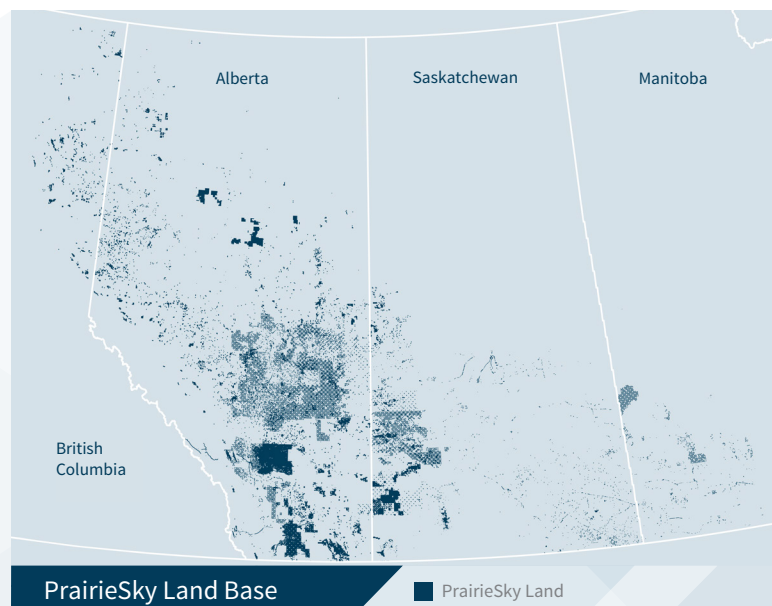 Alberta
Saskatchewan
Manitoba
British
Columbia
PrairieSky Land Base
PrairieSky Land